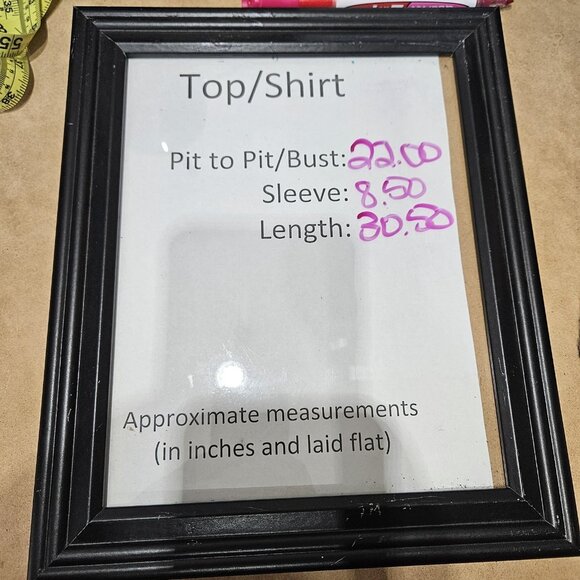 Top/Shirt
Pit to Pit/Bust: 22.00
Sleeve: 8.50
Length: 30.50
Approximate measurements
(in inches and laid flat)